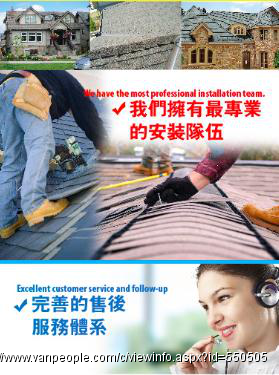 We have the most professional installation team.
✓我們擁有最專業
的安裝隊伍
Excellent customer service and follow-up
✓完善的售後
服務體系
/www.vanpeople.com/c/viewinfo.aspx?id=550505